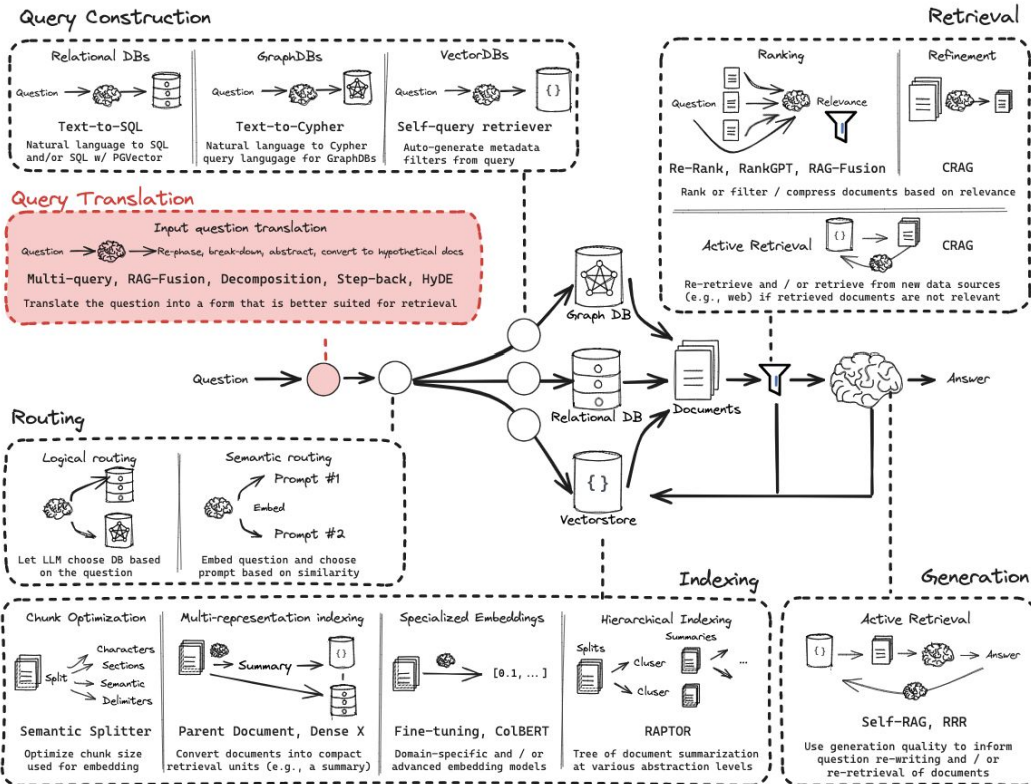 Query Construction
Relational DBs
Question
Text-to-SQL
Natural language to SQL
and/or SQL w/ PGVector
GraphDBs
Question
Text-to-Cypher
Natural language to Cypher
query langugage for GraphDBs
VectorDBs
Question
{}
Self-query retriever
Auto-generate metadata
filters from query
Retrieval
Ranking
Question
Relevance
Re-Rank, RankGPT, RAG-Fusion
Refinement
CRAG
Rank or filter / compress documents based on relevance
Active Retrieval
{}
CRAG
Re-retrieve and / or retrieve from new data sources
(e.g., web) if retrieved documents are not relevant
Query Translation
Input question translation
Question
Re-phase, break-down, abstract, convert to hypothetical docs
Multi-query, RAG-Fusion, Decomposition, Step-back, HyDE
Translate the question into a form that is better suited for retrieval
Question
Graph DB
Relational DB
{}
Vectorstore
Documents
Answer
Routing
Logical routing
Let LLM choose DB based
on the question
Semantic routing
Prompt #1
Embed
Prompt #2
Embed question and choose
prompt based on similarity
Indexing
Chunk Optimization
Split
Characters
Sections
Semantic
Delimiters
Semantic Splitter
Optimize chunk size
used for embedding
Multi-representation indexing
Summary
{}
Parent Document, Dense X
Convert documents into compact
retrieval units (e.g., a summary)
Specialized Embeddings
[0.1, ...]
Fine-tuning, ColBERT
Domain-specific and / or
advanced embedding models
Hierarchical Indexing
Splits
Summaries
Cluser
Cluser
...
RAPTOR
Tree of document summarization
at various abstraction levels
Generation
Active Retrieval
{}
Answer
Self-RAG, RRR
Use generation quality to inform
question re-writing and / or
re-retrieval of documents